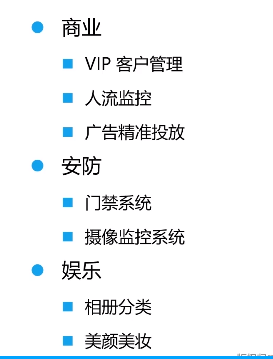 商业
VIP 客户管理
人流监控
广告精准投放
安防
门禁系统
摄像监控系统
娱乐
相册分类
美颜美妆